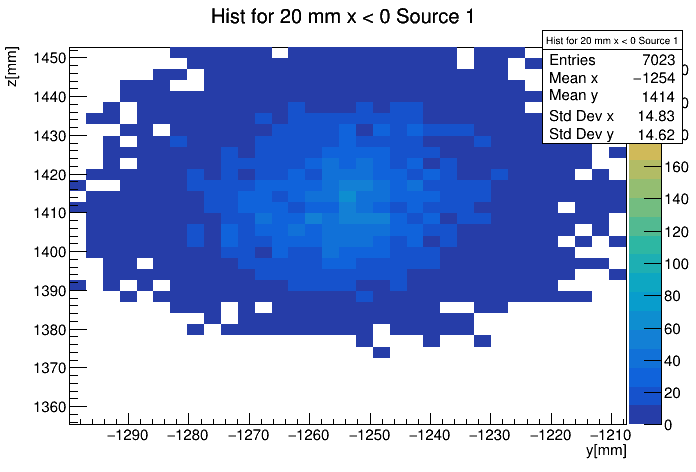 Hist for 20 mm x < 0 Source 1
Hist for 20 mm x < 0 Source 1
Entries 7023
Mean x −1254
Mean y 1414
Std Dev x 14.83
Std Dev y 14.62
z[mm]
1450
1440
1430
1420
1410
1400
1390
1380
1370
1360
−1290 −1280 −1270 −1260 −1250 −1240 −1230 −1220 −1210
y[mm]
160
140
120
100
80
60
40
20
0